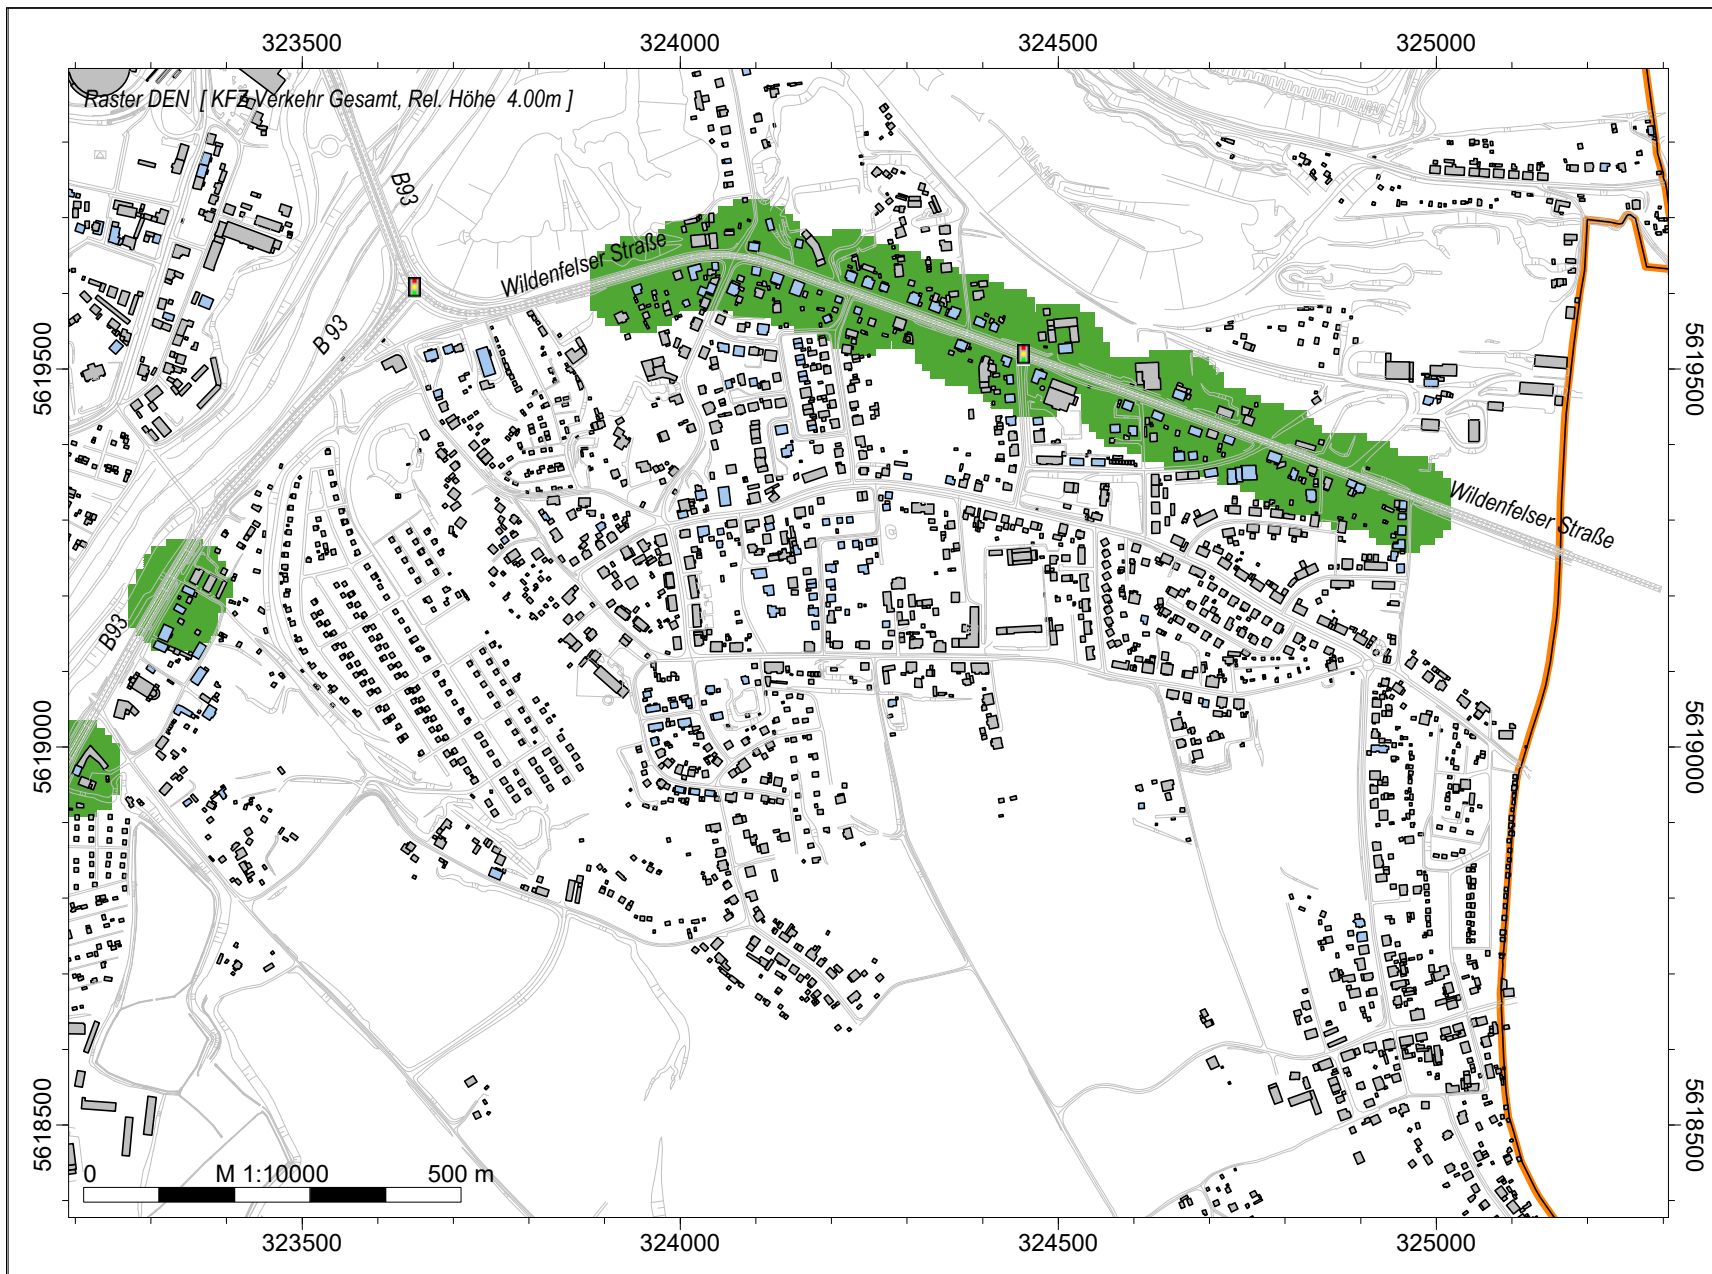 323500 324000 324500 325000
Raster DEN [ KFZ-Verkehr Gesamt, Rel. Höhe 4.00m ]
B93
Wildenfelser Straße
B 93
5619500
5619500
Wildenfelser Straße
B93
5619000
5619000
5618500
5618500
0 M 1:10000 500 m
323500 324000 324500 325000